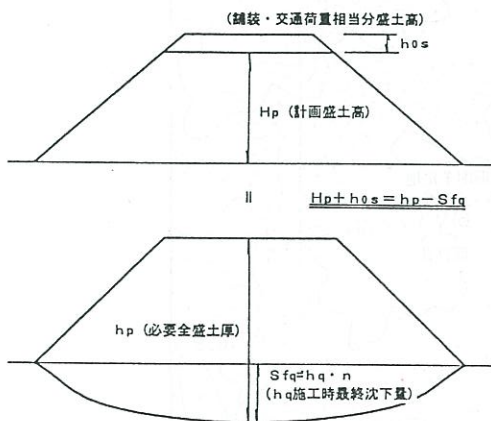 (舗装・交通荷重相当分盛土高)
h0s
Hp (計画盛土高)
॥
Hp+h0s=hp-Sfq
hp (必要全盛土厚)
Sfq≠hq・n
(hq施工時最終沈下量)